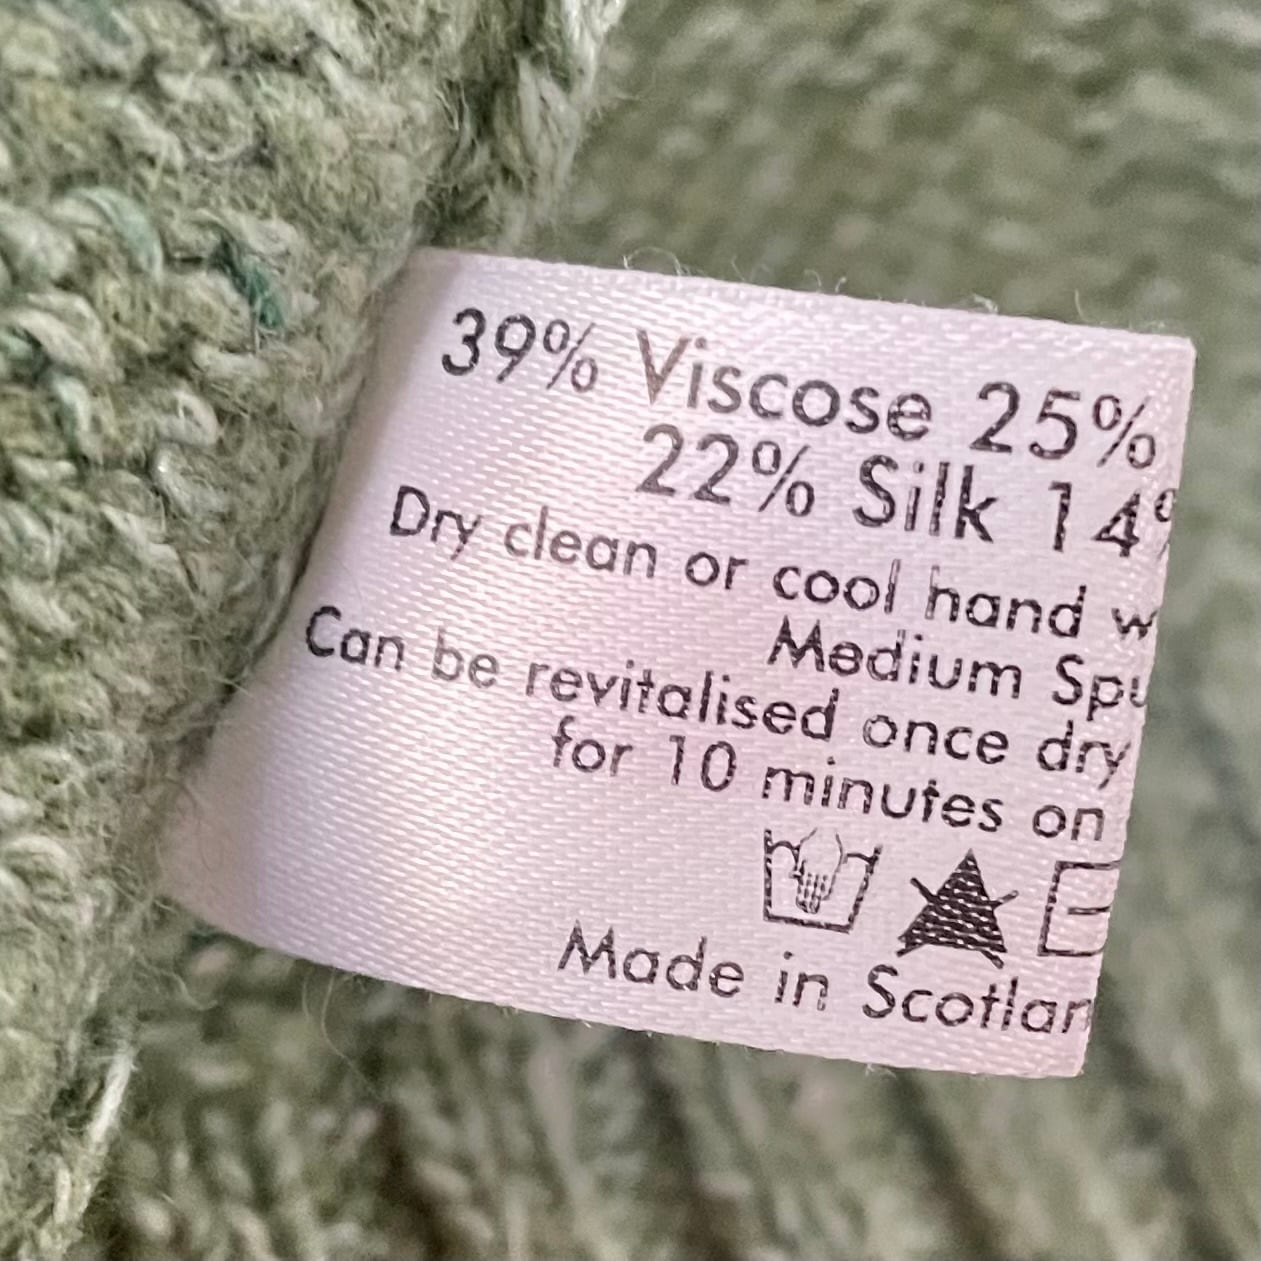 39% Viscose 25%
22% Silk 14%
Dry clean or cool hand
Medium
Can be revitalised once dry
for 10 minutes on
Made in